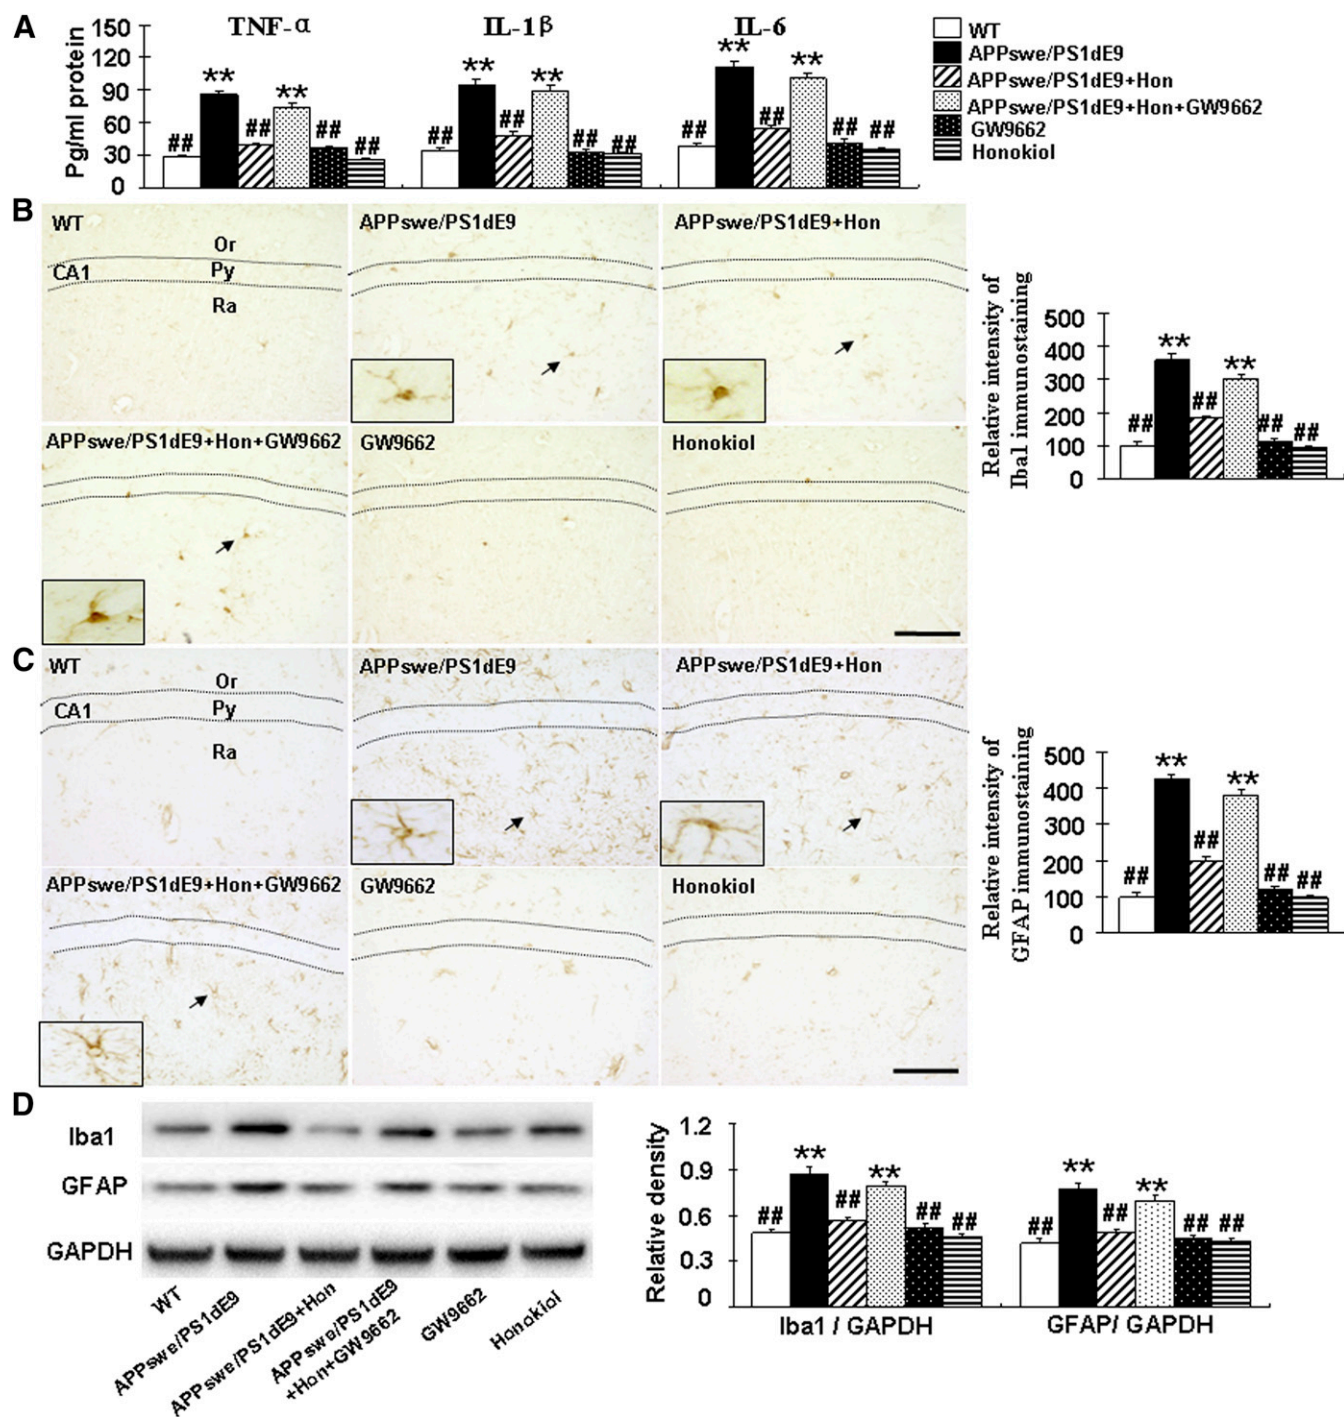 A
TNF-α IL-1β IL-6
150
120
90
60
30
0
Pg/ml protein
** ** ** ** ** **
## ## ## ## ## ## ## ## ## ## ## ##
WT
APPswe/PS1dE9
APPswe/PS1dE9+Hon
APPswe/PS1dE9+Hon+GW9662
GW9662
Honokiol
B
WT
Or
CA1 Py
Ra
APPswe/PS1dE9
APPswe/PS1dE9+Hon
APPswe/PS1dE9+Hon+GW9662
GW9662
Honokiol
Relative intensity of
Iba1 immunostaining
500
400
300
200
100
0
** **
## ## ## ##
C
WT
Or
CA1 Py
Ra
APPswe/PS1dE9
APPswe/PS1dE9+Hon
APPswe/PS1dE9+Hon+GW9662
GW9662
Honokiol
Relative intensity of
GFAP immunostaining
500
400
300
200
100
0
** **
## ## ## ##
D
Iba1
GFAP
GAPDH
WT
APPswe/PS1dE9
APPswe/PS1dE9+Hon
APPswe/PS1dE9
+Hon+GW9662
GW9662
Honokiol
Relative density
1.2
0.9
0.6
0.3
0
** ** ** **
## ## ## ## ## ## ## ##
Iba1 / GAPDH GFAP/ GAPDH